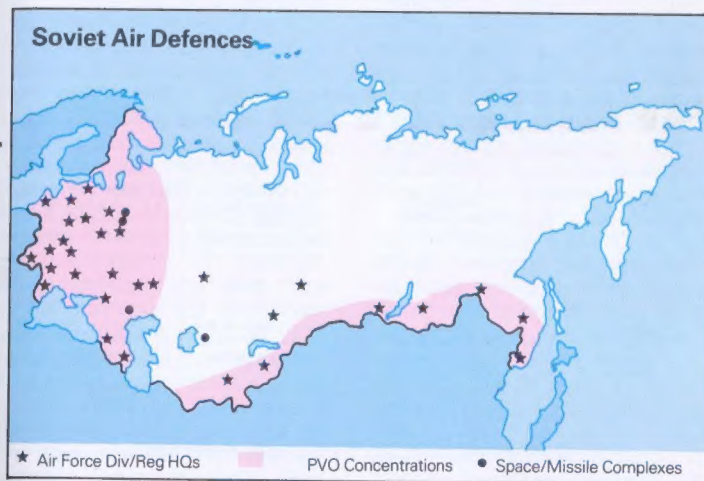 Soviet Air Defences
Air Force Div/Reg HQs PVO Concentrations Space/Missile Complexes